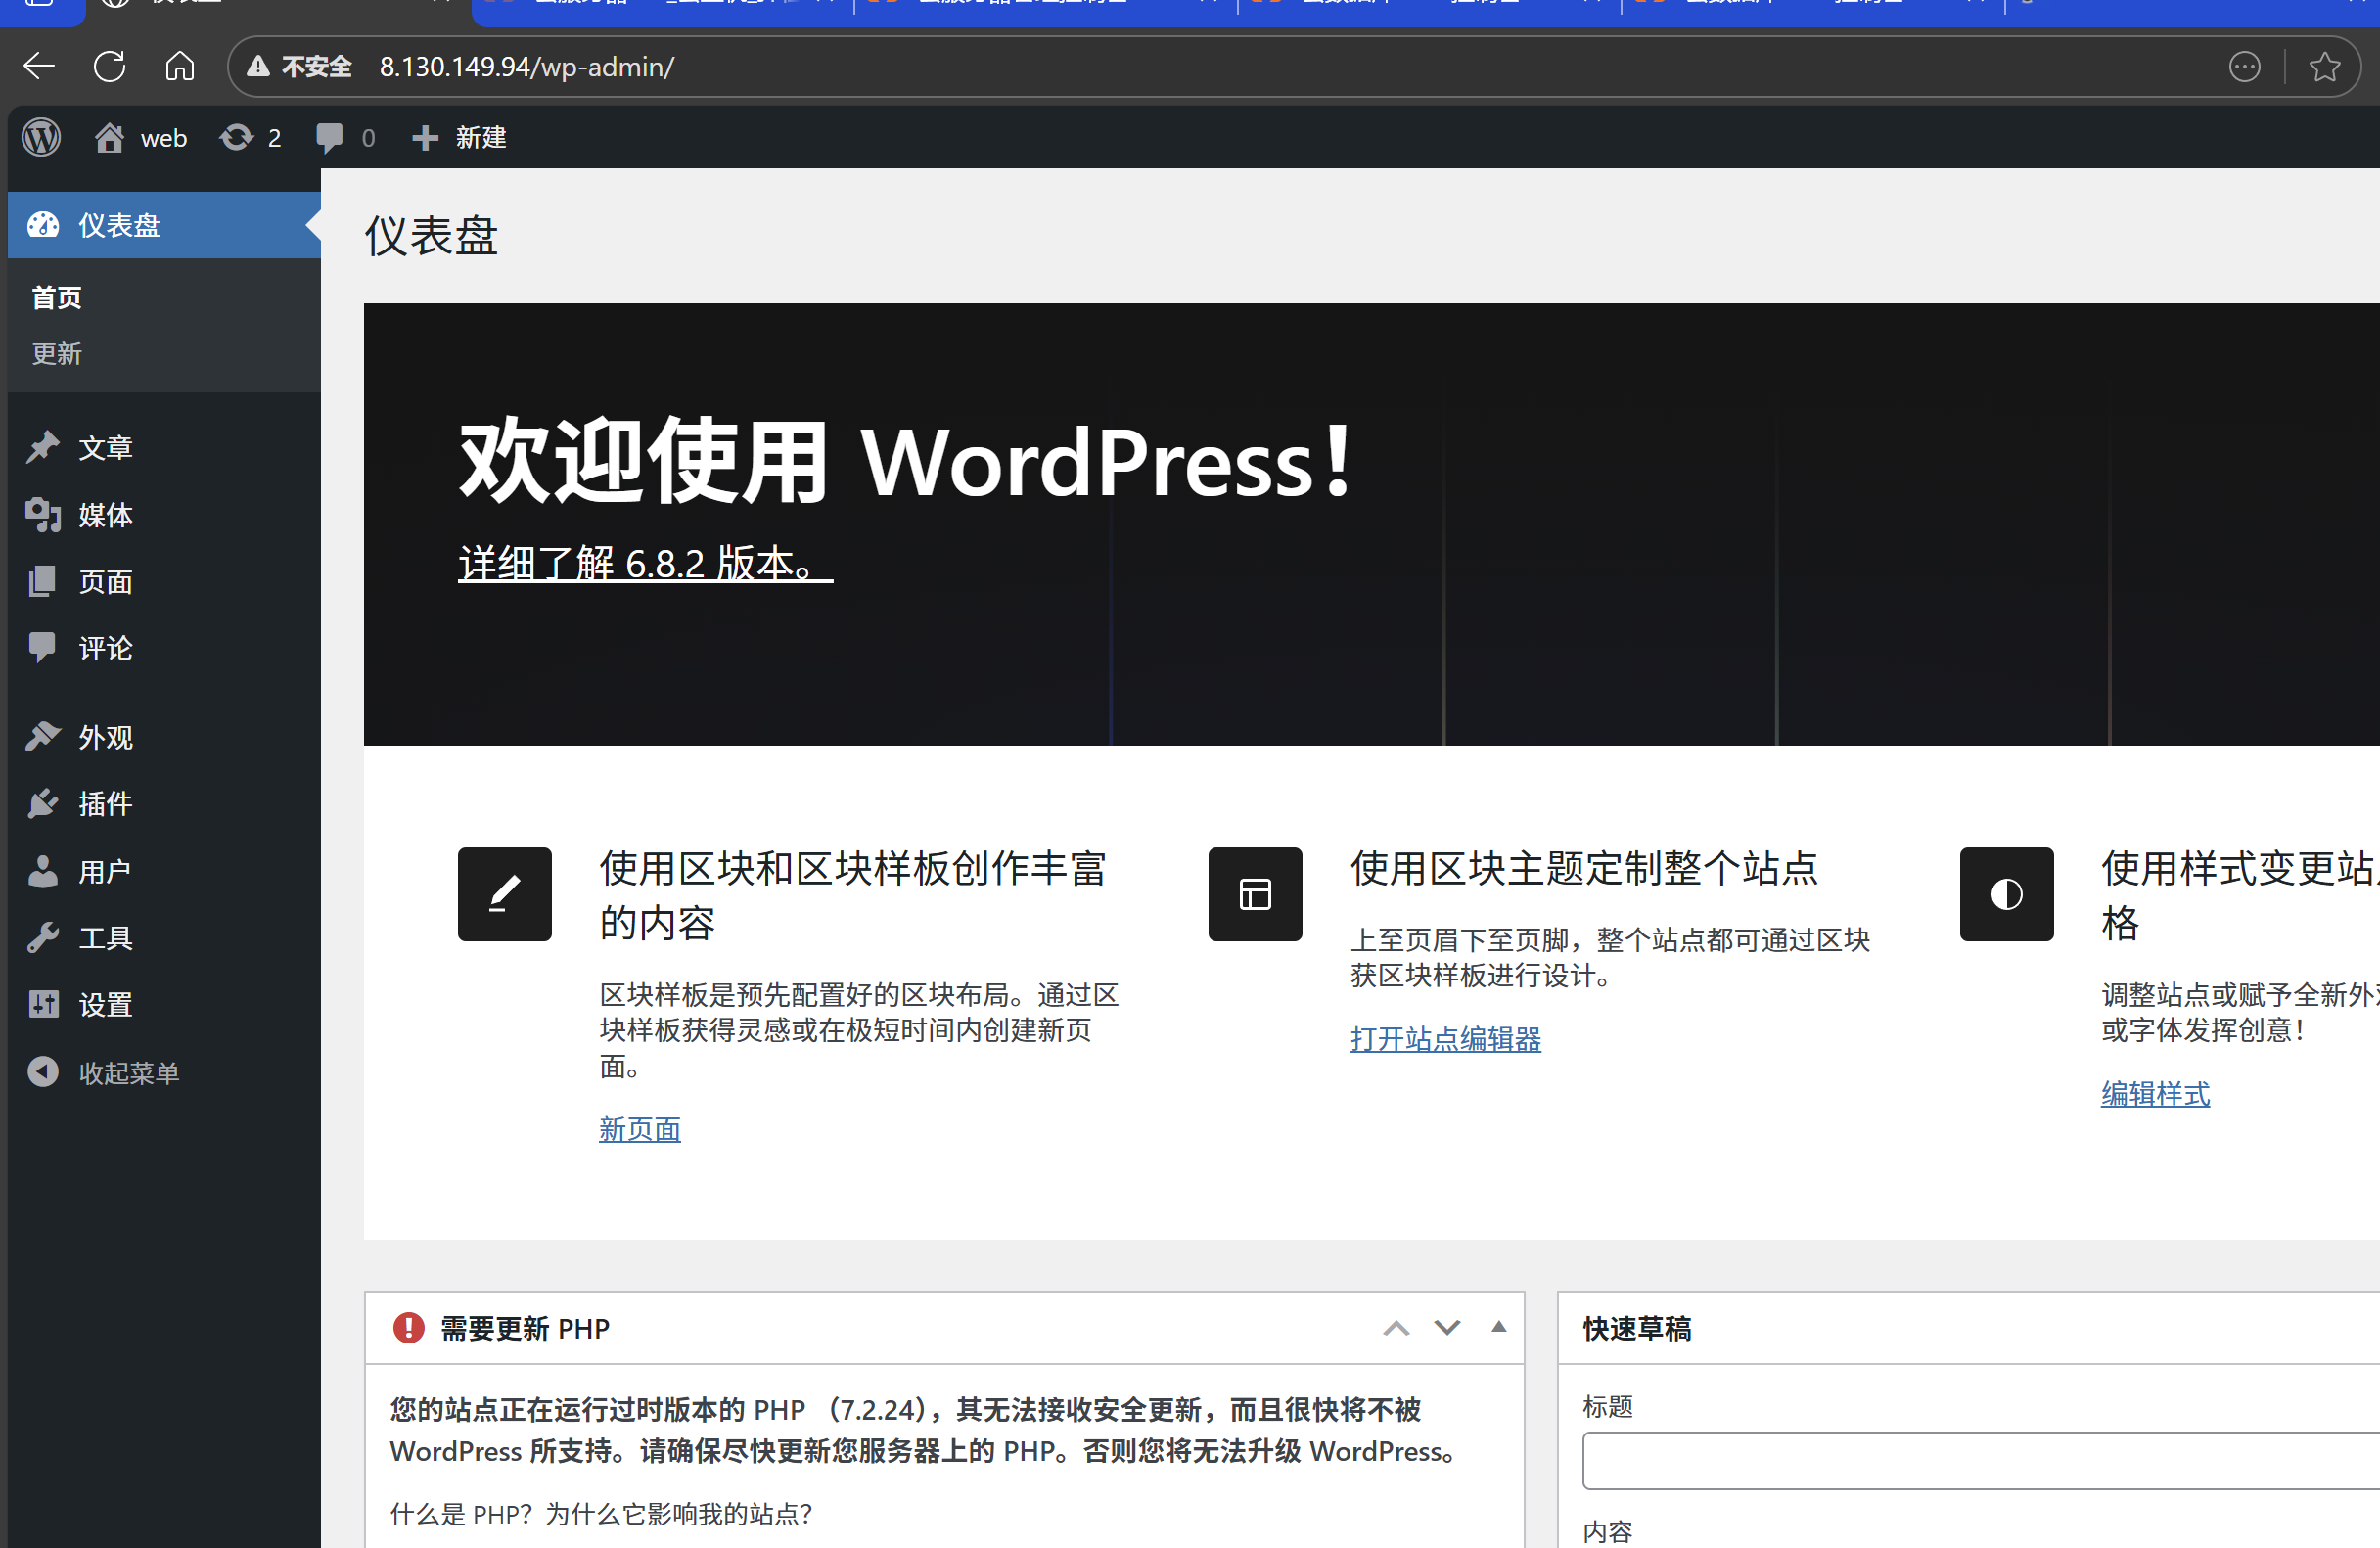 不安全 8.130.149.94/wp-admin/
web 2 0 新建
仪表盘
首页
更新
文章
媒体
页面
评论
外观
插件
用户
工具
设置
收起菜单
仪表盘
欢迎使用 WordPress！
详细了解 6.8.2 版本。
使用区块和区块样板创作丰富
的内容
区块样板是预先配置好的区块布局。通过区
块样板获得灵感或在极短时间内创建新页
面。
新页面
使用区块主题定制整个站点
上至页眉下至页脚，整个站点都可通过区块
获区块样板进行设计。
打开站点编辑器
使用样式变更站
格
调整站点或赋予全新外
或字体发挥创意！
编辑样式
需要更新 PHP
您的站点正在运行过时版本的 PHP （7.2.24），其无法接收安全更新，而且很快将不被
WordPress 所支持。请确保尽快更新您服务器上的 PHP。否则您将无法升级 WordPress。
什么是 PHP？为什么它影响我的站点？
快速草稿
标题
内容